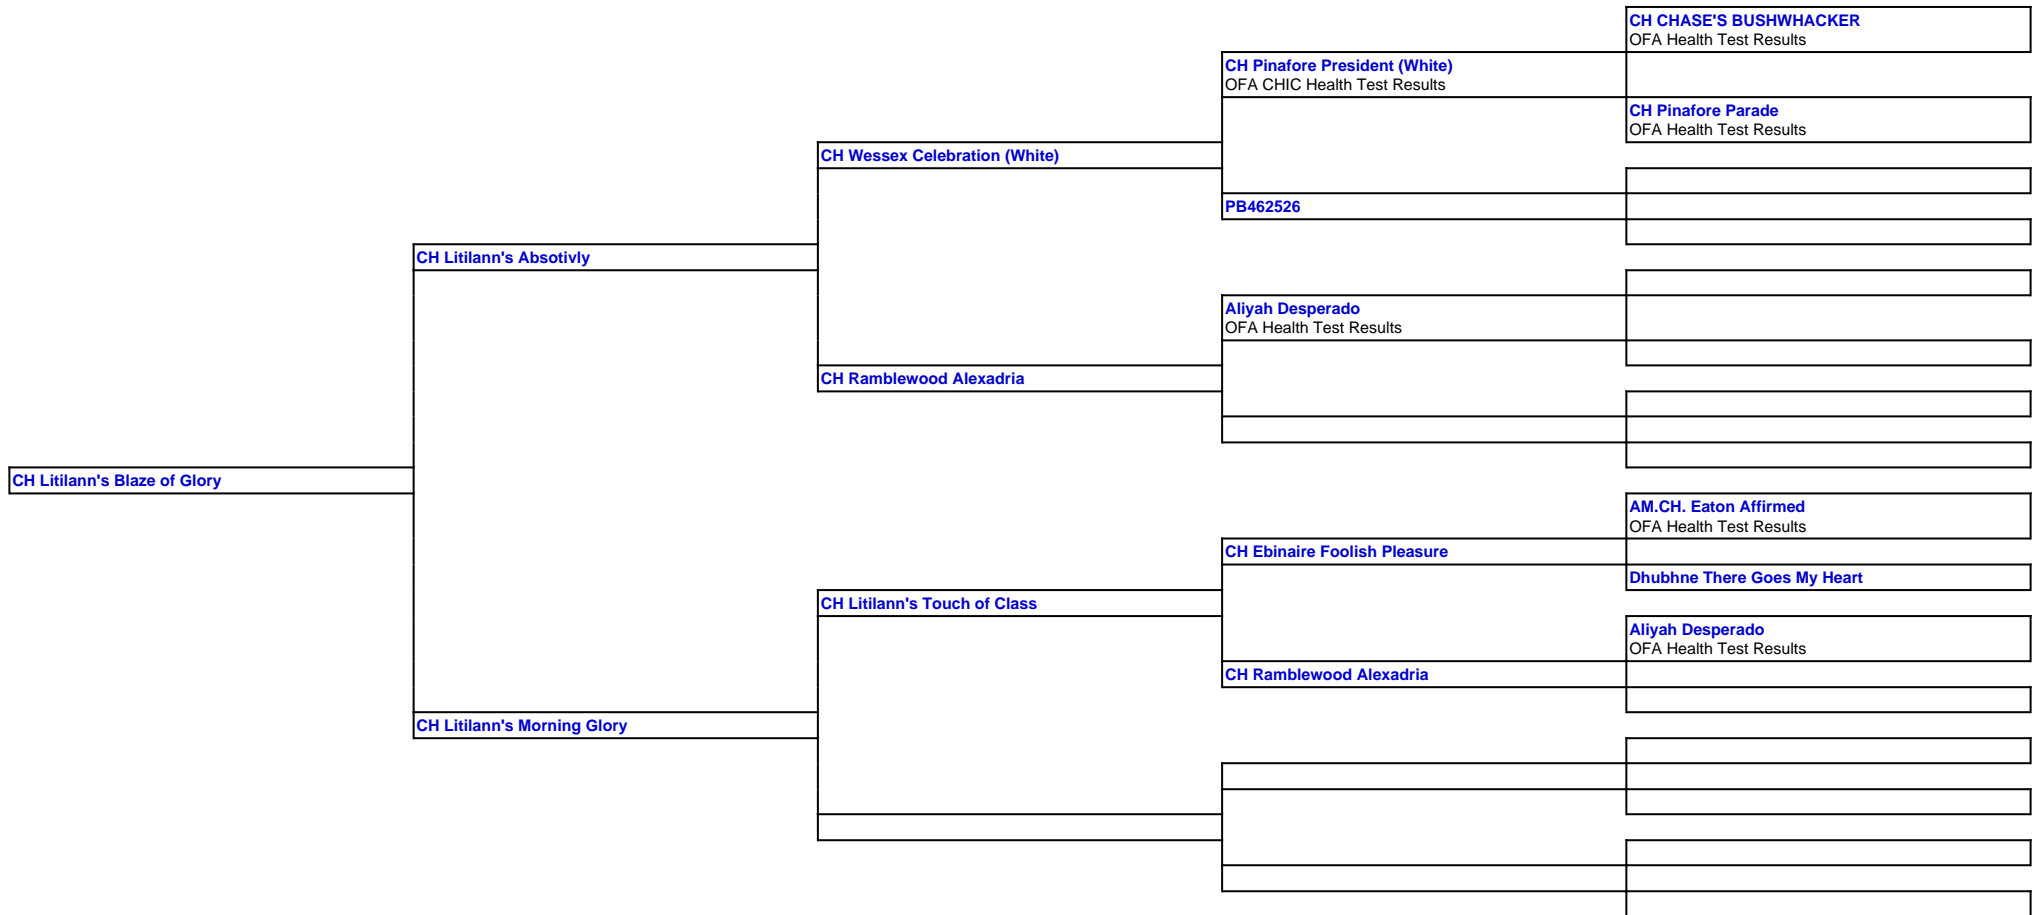 CH CHASE'S BUSHWHACKER
OFA Health Test Results
CH Pinafore President (White)
OFA CHIC Health Test Results
CH Pinafore Parade
OFA Health Test Results
CH Wessex Celebration (White)
PB462526
CH Litilann's Absotivly
Aliyah Desperado
OFA Health Test Results
CH Ramblewood Alexadria
CH Litilann's Blaze of Glory
AM.CH. Eaton Affirmed
OFA Health Test Results
CH Ebinaire Foolish Pleasure
Dhubhne There Goes My Heart
CH Litilann's Touch of Class
Aliyah Desperado
OFA Health Test Results
CH Ramblewood Alexadria
CH Litilann's Morning Glory